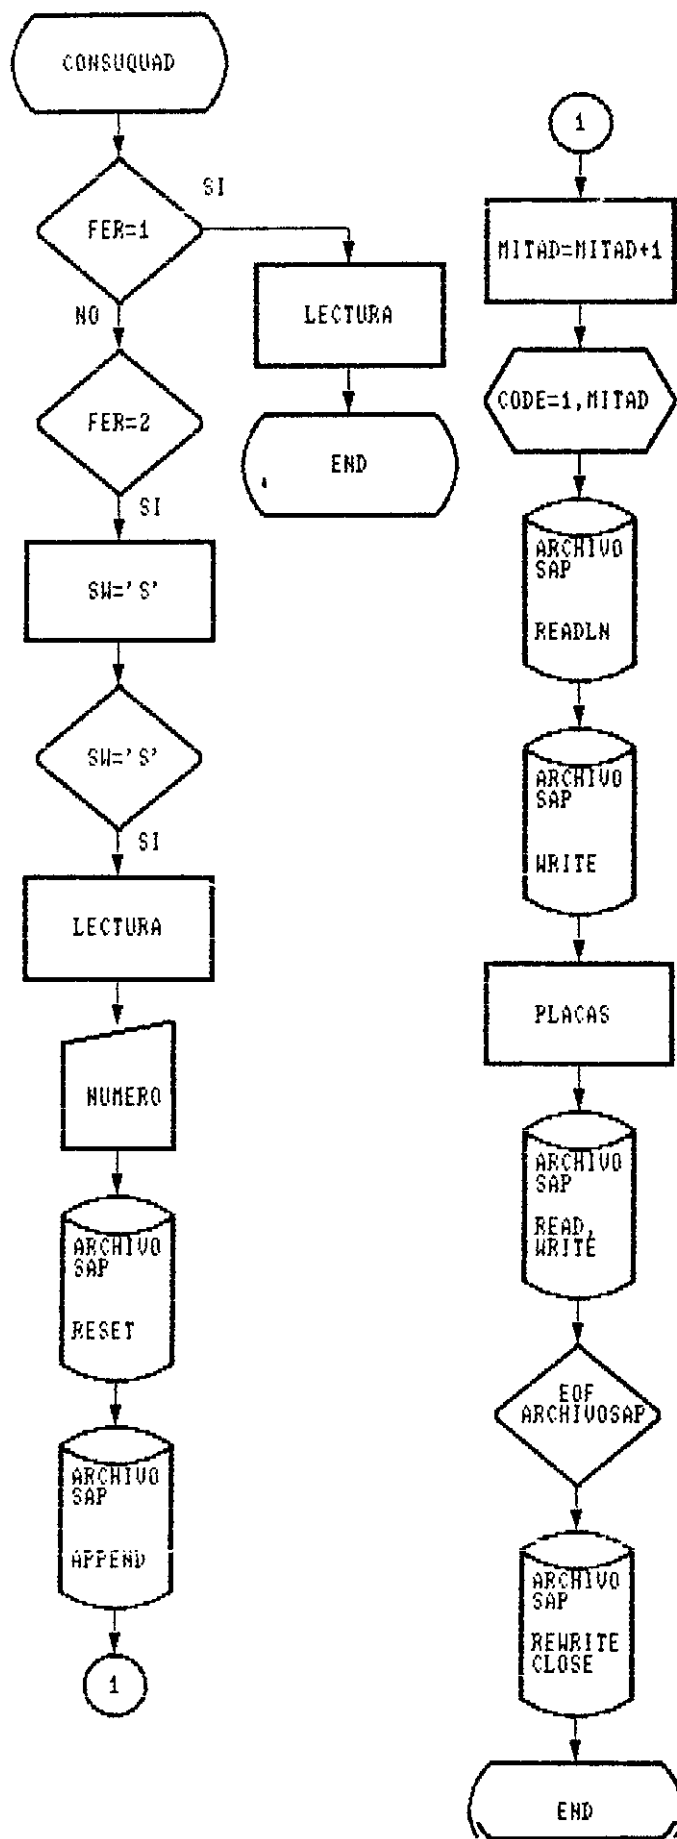 CONSUQUAD
FER=1
SI
LECTURA
END
NO
FER=2
SI
SW='S'
SW='S'
SI
LECTURA
NUMERO
ARCHIVO
SAP
RESET
ARCHIVO
SAP
APPEND
1
1
MITAD=MITAD+1
CODE=1,MITAD
ARCHIVO
SAP
READLN
ARCHIVO
SAP
WRITE
PLACAS
ARCHIVO
SAP
READ,
WRITE
EOF
ARCHIVOSAP
ARCHIVO
SAP
REWRITE
CLOSE
END